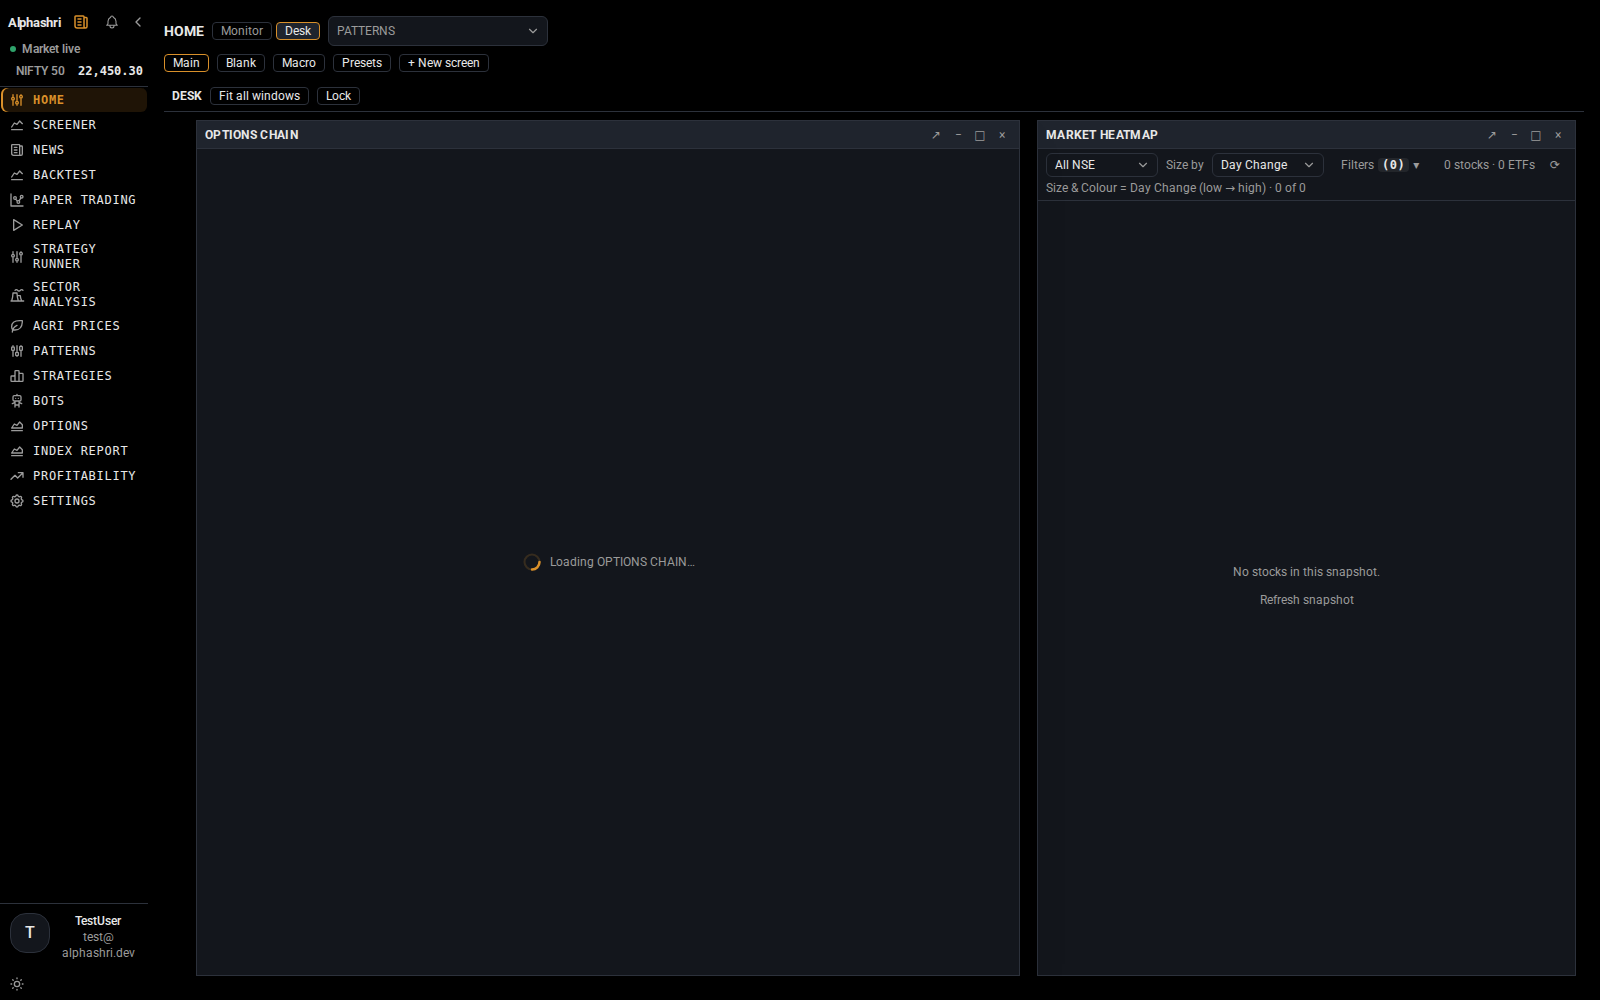 Alphashri
Market live
NIFTY 50 22,450.30
HOME
SCREENER
NEWS
BACKTEST
PAPER TRADING
REPLAY
STRATEGY
RUNNER
SECTOR
ANALYSIS
AGRI PRICES
PATTERNS
STRATEGIES
BOTS
OPTIONS
INDEX REPORT
PROFITABILITY
SETTINGS
T
TestUser
test@
alphashri.dev
HOME Monitor Desk PATTERNS
Main Blank Macro Presets + New screen
DESK Fit all windows Lock
OPTIONS CHAIN
Loading OPTIONS CHAIN...
MARKET HEATMAP
All NSE Size by Day Change Filters (0) ▾ 0 stocks · 0 ETFs
Size & Colour = Day Change (low → high) · 0 of 0
No stocks in this snapshot.
Refresh snapshot